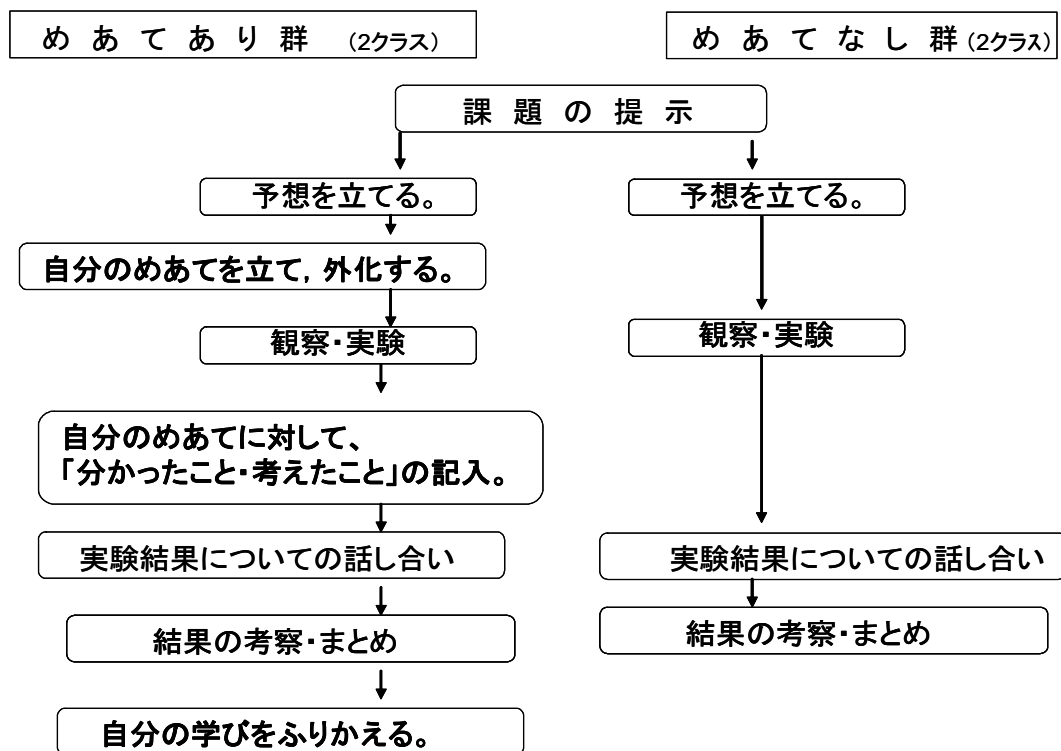 めあてあり群 (2クラス)
めあてなし群(2クラス)
課題の提示
予想を立てる。
予想を立てる。
自分のめあてを立て，外化する。
観察・実験
観察・実験
自分のめあてに対して、
「分かったこと・考えたこと」の記入。
実験結果についての話し合い
実験結果についての話し合い
結果の考察・まとめ
結果の考察・まとめ
自分の学びをふりかえる。